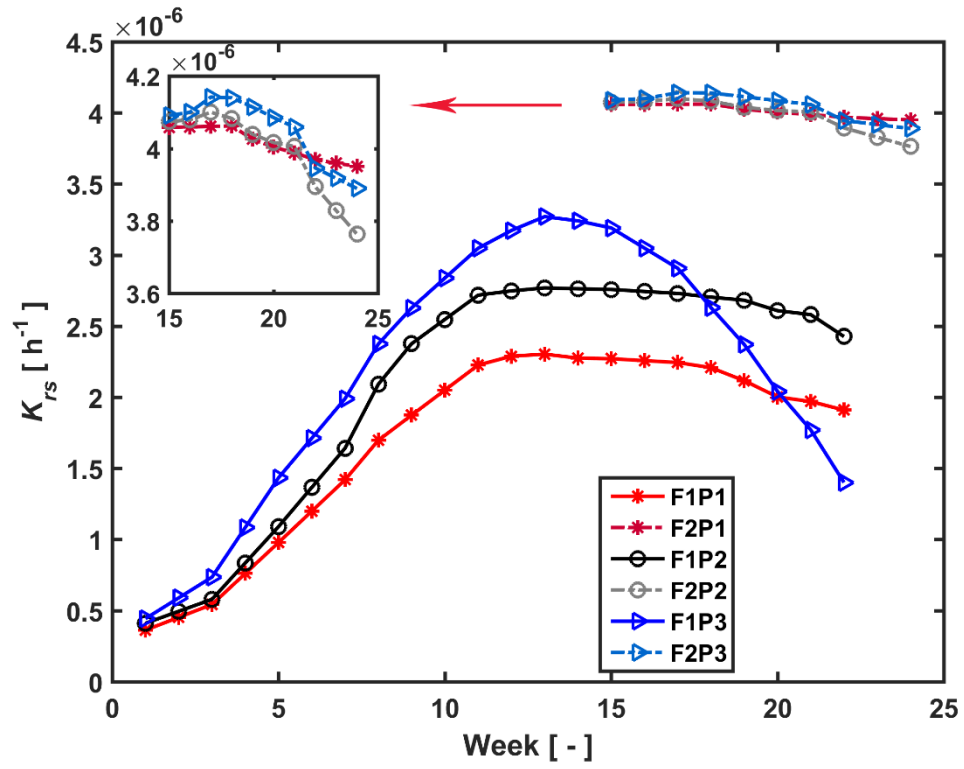 ×10⁻⁶
4.5
4
3.5
3
2.5
2
1.5
1
0.5
0
K_rs [ h⁻¹ ]
×10⁻⁶
4.2
4
3.8
3.6
15 20 25
F1P1
F2P1
F1P2
F2P2
F1P3
F2P3
0 5 10 15 20 25
Week [ - ]